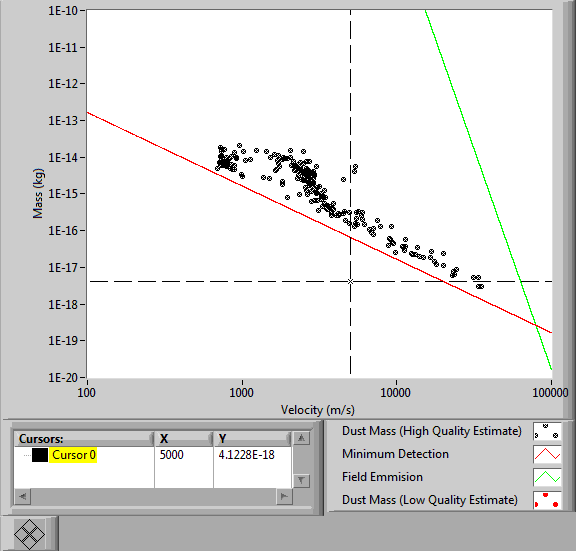 1E-10
1E-11
1E-12
1E-13
1E-14
1E-15
1E-16
1E-17
1E-18
1E-19
1E-20
Mass (kg)
100 1000 10000 100000
Velocity (m/s)
Cursors: X Y
Cursor 0 5000 4.1228E-18
Dust Mass (High Quality Estimate)
Minimum Detection
Field Emmision
Dust Mass (Low Quality Estimate)